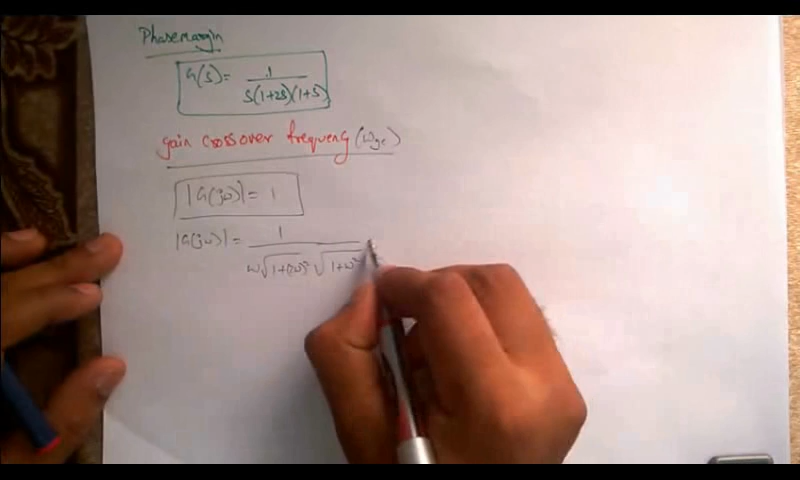 Phasemargin
G(s)= 1/S(1+2S)(1+S)
gain crossover frequency (ωgc)
|G(jω)| = 1
|G(jω)| = 1/ω√1+(2ω)² √1+ω²